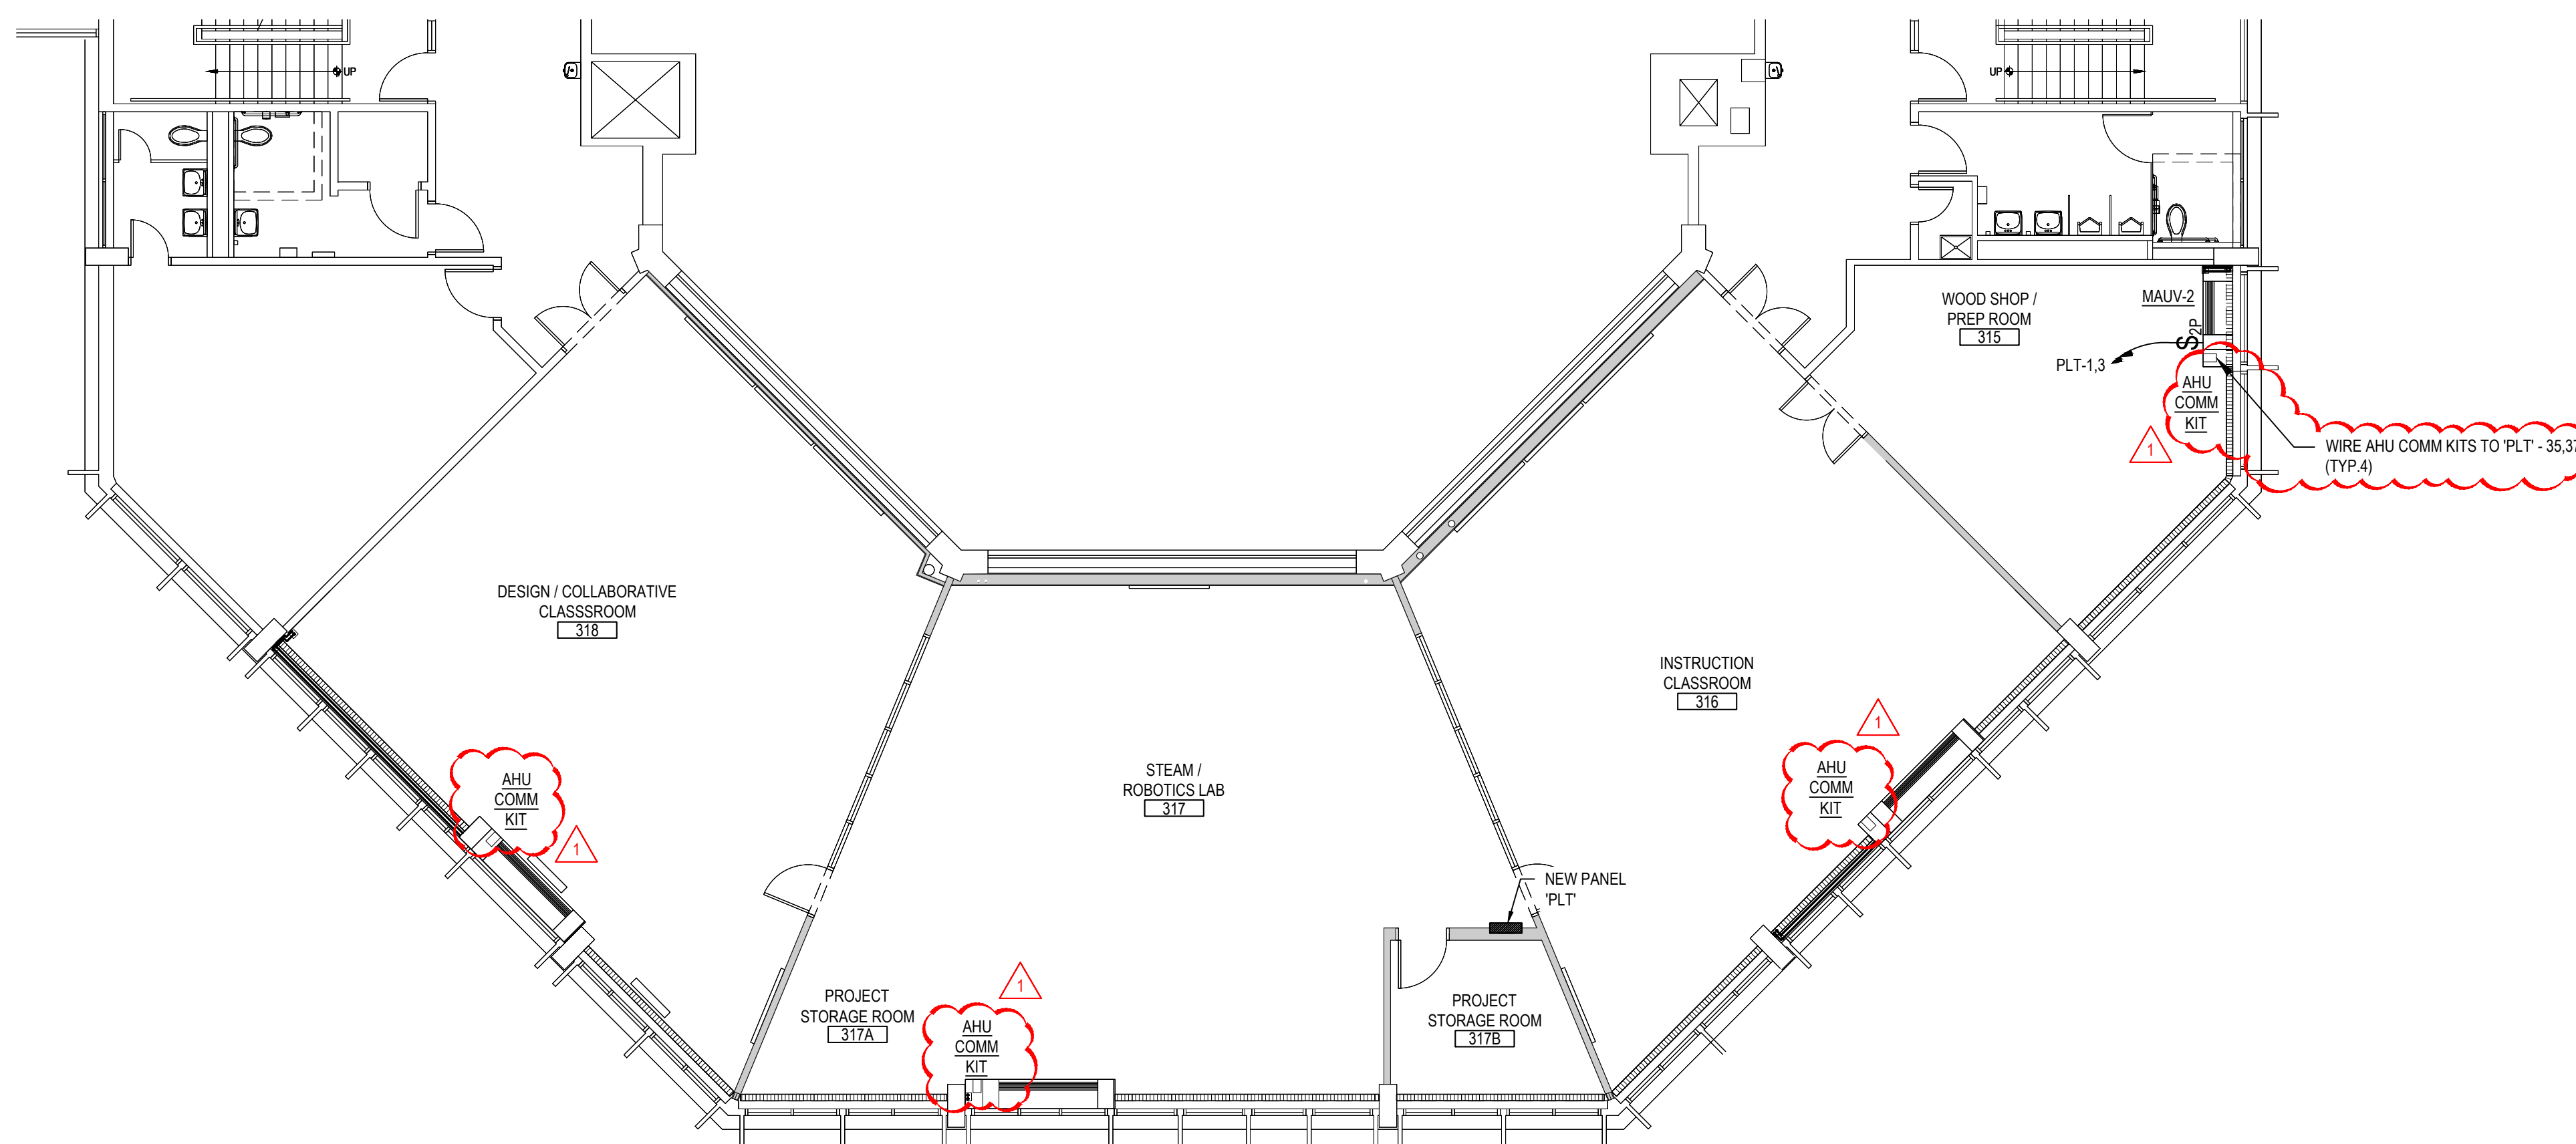 UP
UP
WOOD SHOP /
PREP ROOM
315
MAUV-2
S2P
PLT-1,3
AHU
COMM
KIT
1
WIRE AHU COMM KITS TO 'PLT' - 35,37
(TYP.4)
DESIGN / COLLABORATIVE
CLASSSROOM
318
INSTRUCTION
CLASSROOM
316
STEAM /
ROBOTICS LAB
317
1
AHU
COMM
KIT
AHU
COMM
KIT
1
NEW PANEL
'PLT'
1
PROJECT
STORAGE ROOM
317A
AHU
COMM
KIT
PROJECT
STORAGE ROOM
317B